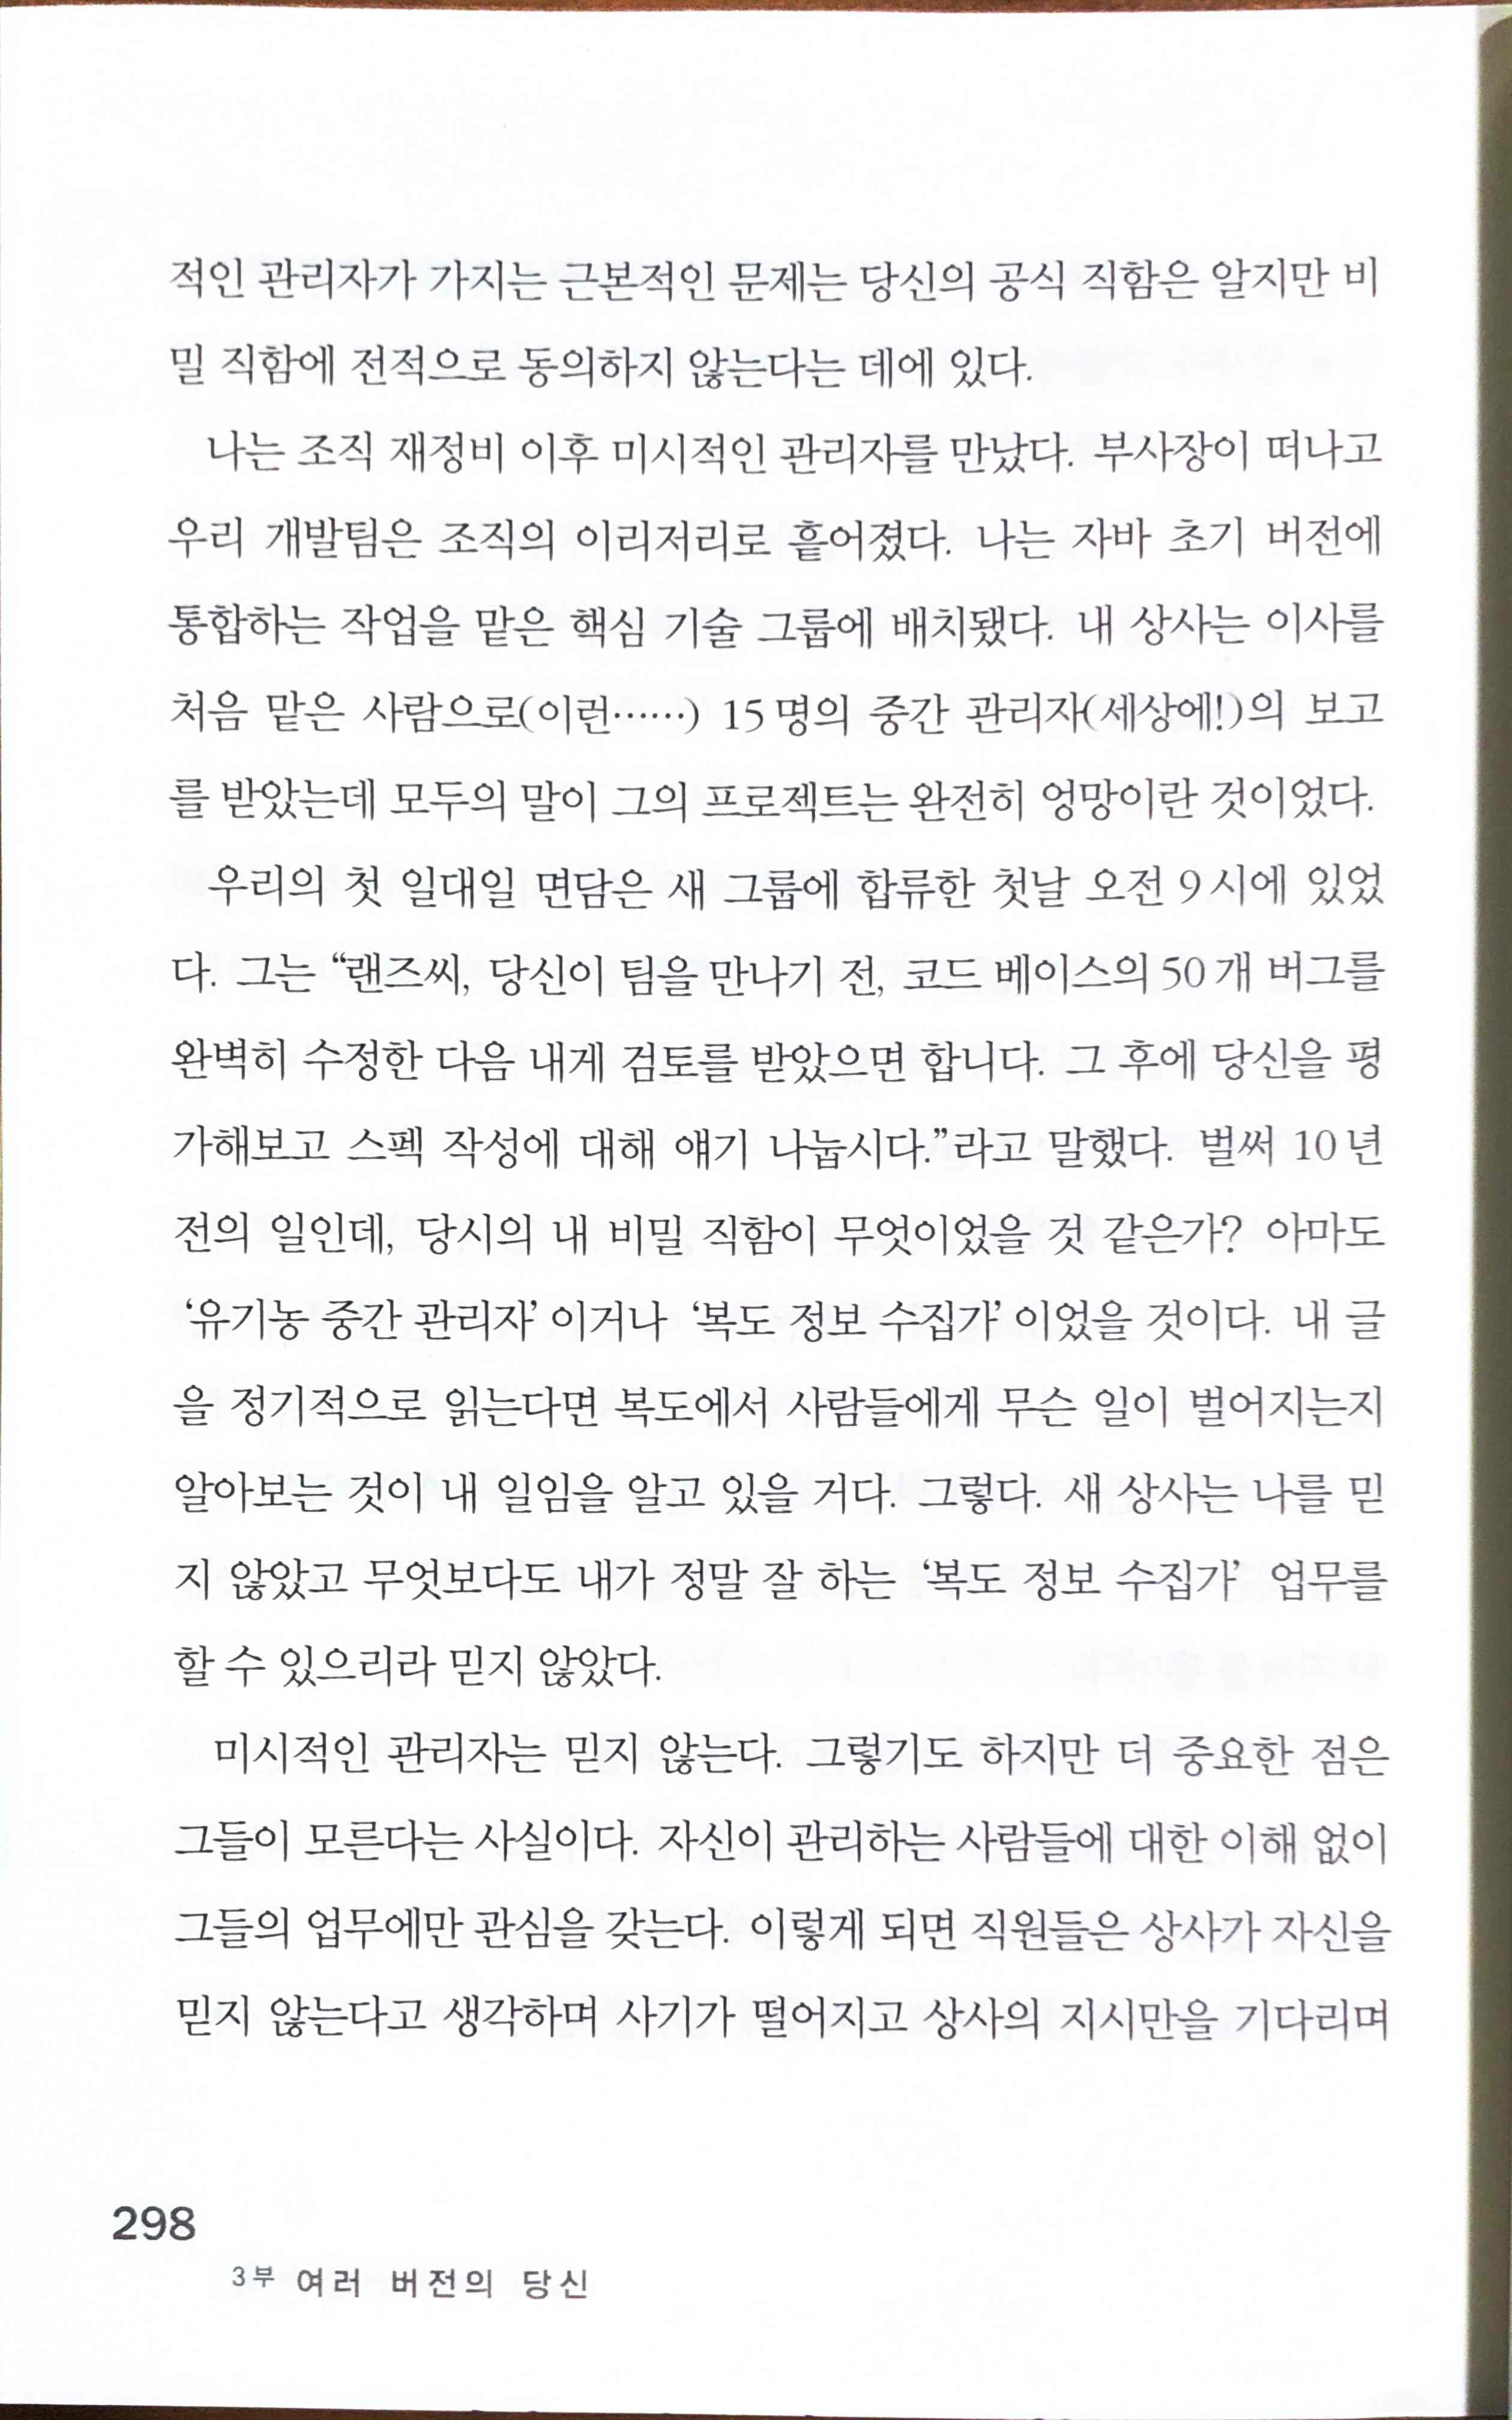 적인 관리자가 가지는 근본적인 문제는 당신의 공식 직함은 알지만 비
밀 직함에 전적으로 동의하지 않는다는 데에 있다.
나는 조직 재정비 이후 미시적인 관리자를 만났다. 부사장이 떠나고
우리 개발팀은 조직의 이리저리로 흩어졌다. 나는 자바 초기 버전에
통합하는 작업을 맡은 핵심 기술 그룹에 배치됐다. 내 상사는 이사를
처음 맡은 사람으로(이런……) 15명의 중간 관리자(세상에!)의 보고
를 받았는데 모두의 말이 그의 프로젝트는 완전히 엉망이란 것이었다.
우리의 첫 일대일 면담은 새 그룹에 합류한 첫날 오전 9시에 있었
다. 그는 “랜즈씨, 당신이 팀을 만나기 전, 코드 베이스의 50개 버그를
완벽히 수정한 다음 내게 검토를 받았으면 합니다. 그 후에 당신을 평
가해보고 스펙 작성에 대해 얘기 나눕시다.”라고 말했다. 벌써 10년
전의 일인데, 당시의 내 비밀 직함이 무엇이었을 것 같은가? 아마도
‘유기농 중간 관리자’ 이거나 ‘복도 정보 수집가’ 이었을 것이다. 내 글
을 정기적으로 읽는다면 복도에서 사람들에게 무슨 일이 벌어지는지
알아보는 것이 내 일임을 알고 있을 거다. 그렇다. 새 상사는 나를 믿
지 않았고 무엇보다도 내가 정말 잘 하는 ‘복도 정보 수집가’ 업무를
할 수 있으리라 믿지 않았다.
미시적인 관리자는 믿지 않는다. 그렇기도 하지만 더 중요한 점은
그들이 모른다는 사실이다. 자신이 관리하는 사람들에 대한 이해 없이
그들의 업무에만 관심을 갖는다. 이렇게 되면 직원들은 상사가 자신을
믿지 않는다고 생각하며 사기가 떨어지고 상사의 지시만을 기다리며
298
3부 여러 버전의 당신